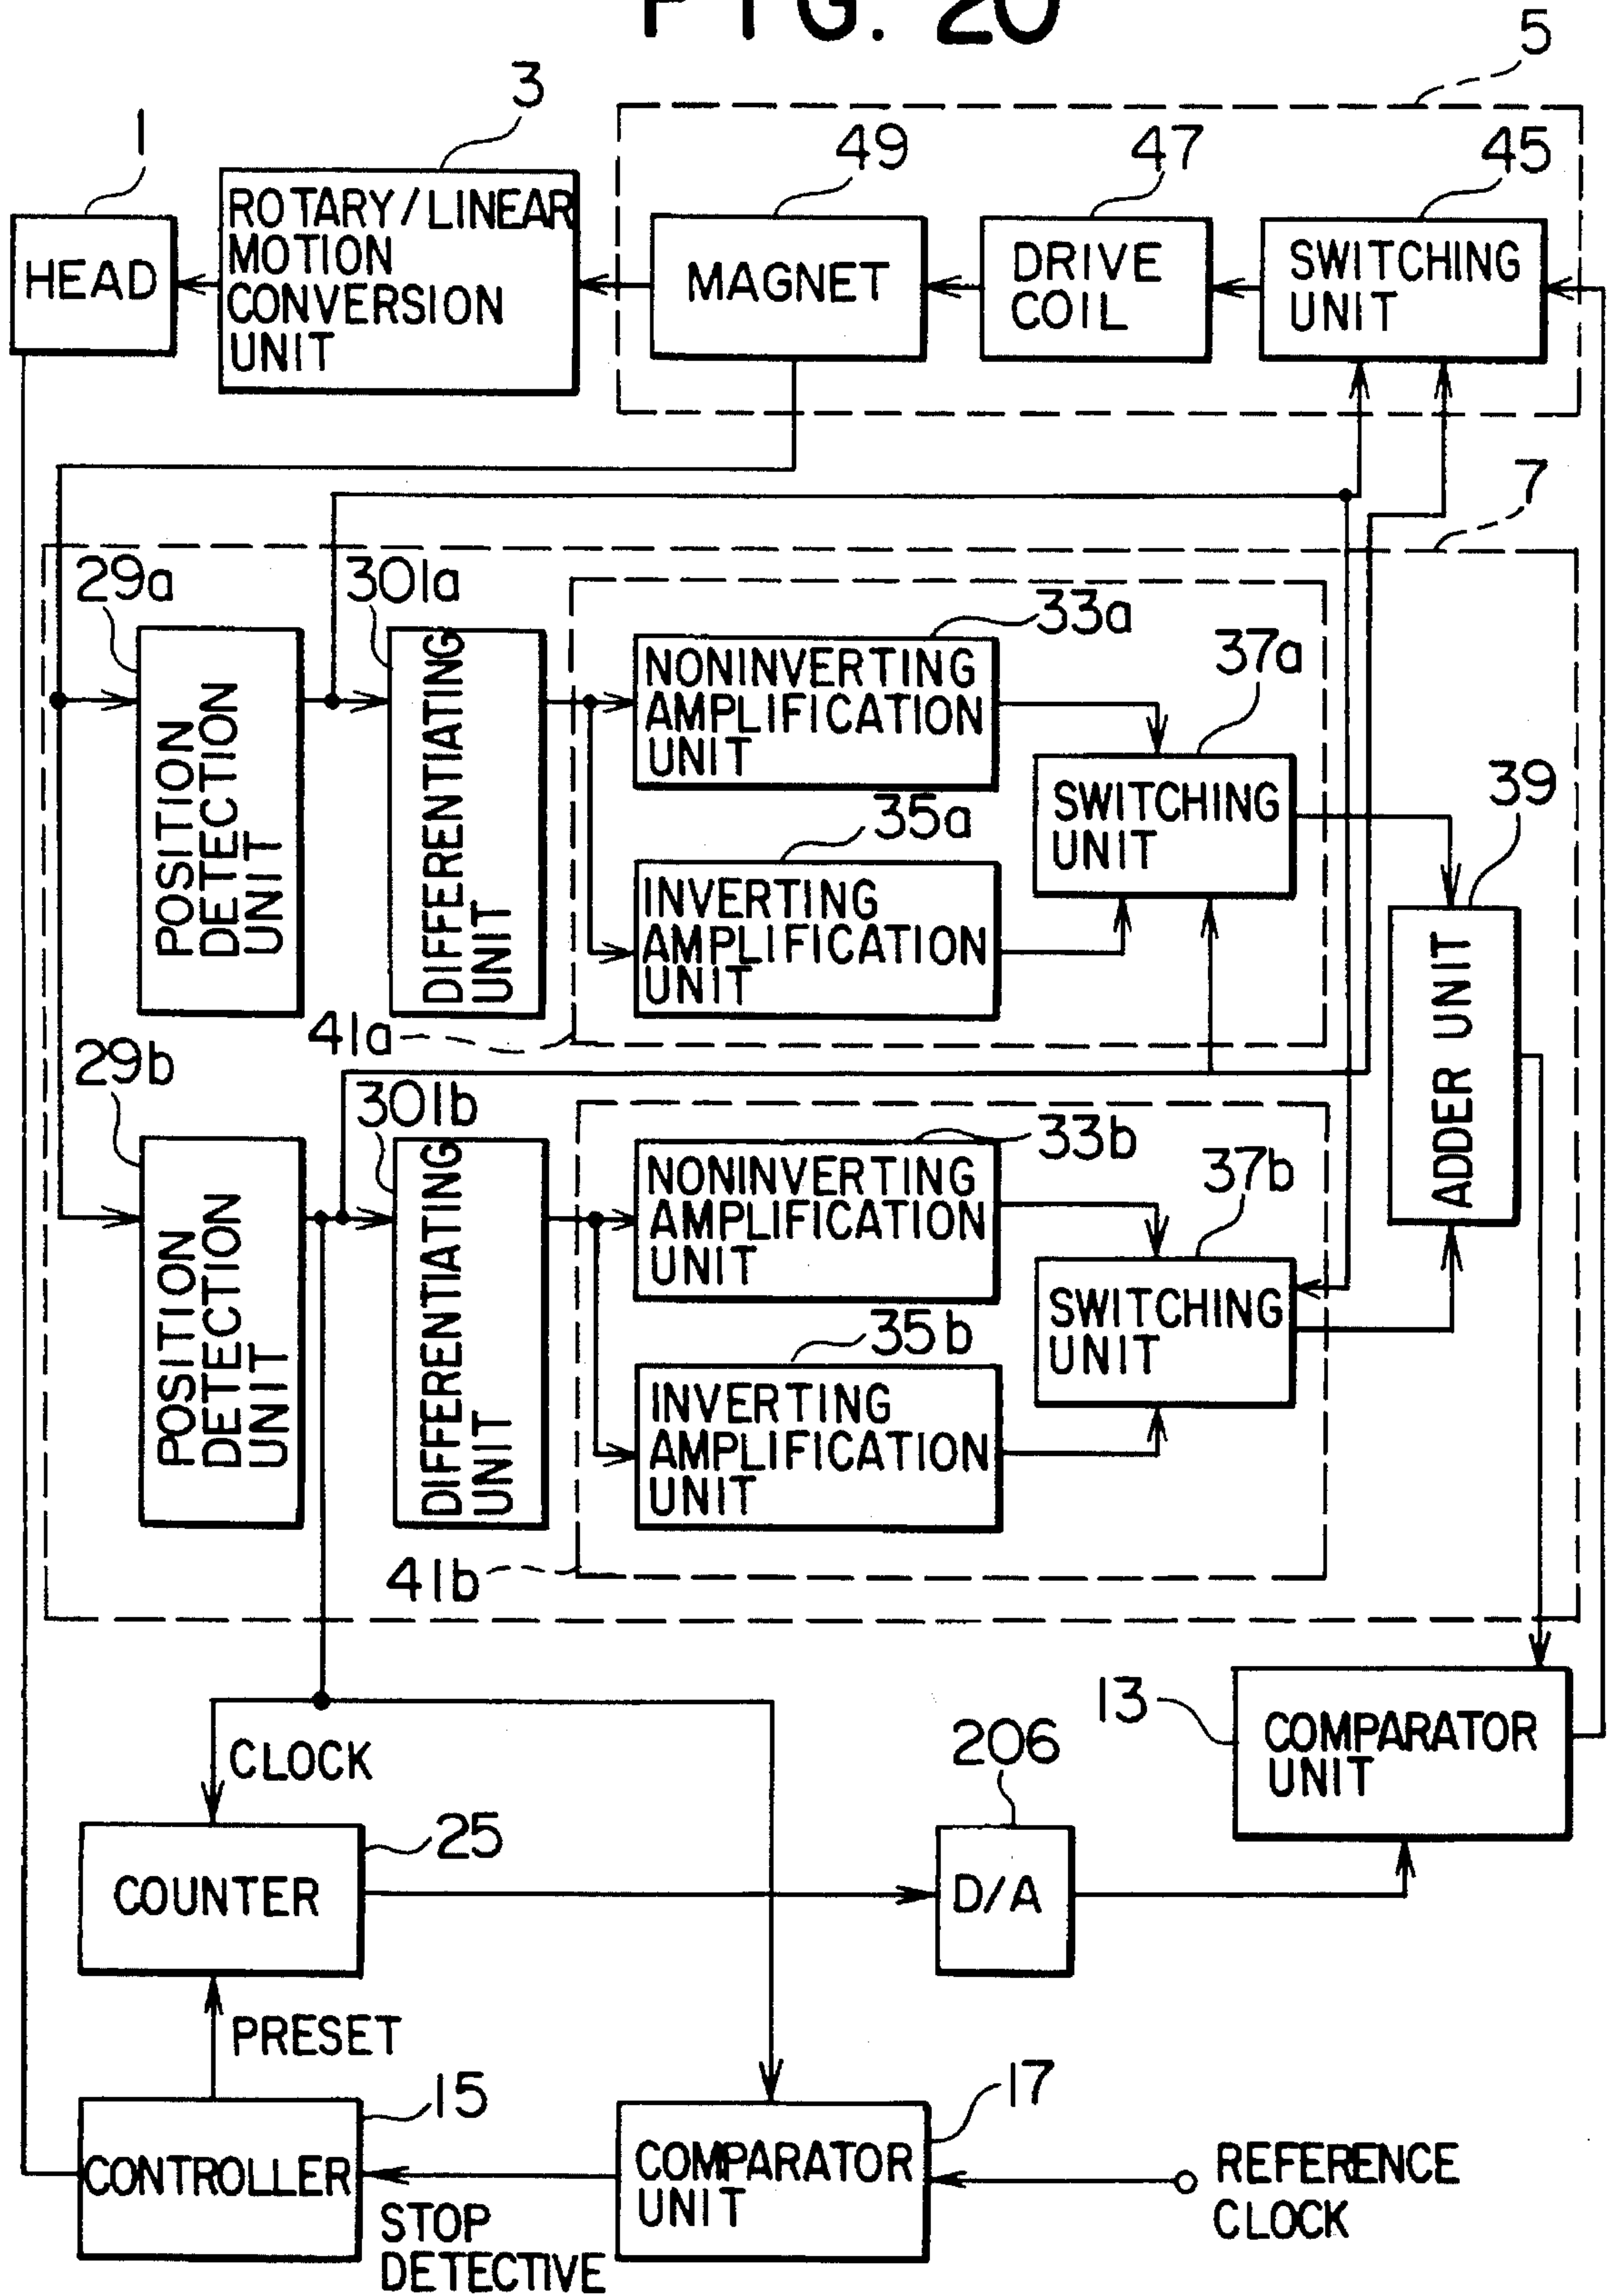 FIG. 20
5
3
1
49
47
45
HEAD
ROTARY/LINEAR
MOTION
CONVERSION
UNIT
MAGNET
DRIVE
COIL
SWITCHING
UNIT
7
29a
301a
33a
37a
POSITION
DETECTION
UNIT
DIFFERENTIATING
UNIT
NONINVERTING
AMPLIFICATION
UNIT
35a
SWITCHING
UNIT
39
INVERTING
AMPLIFICATION
UNIT
41a
ADDER UNIT
29b
301b
33b
37b
POSITION
DETECTION
UNIT
DIFFERENTIATING
UNIT
NONINVERTING
AMPLIFICATION
UNIT
35b
SWITCHING
UNIT
INVERTING
AMPLIFICATION
UNIT
41b
13
COMPARATOR
UNIT
CLOCK
206
25
COUNTER
D/A
PRESET
15
17
CONTROLLER
COMPARATOR
UNIT
REFERENCE
CLOCK
STOP
DETECTIVE